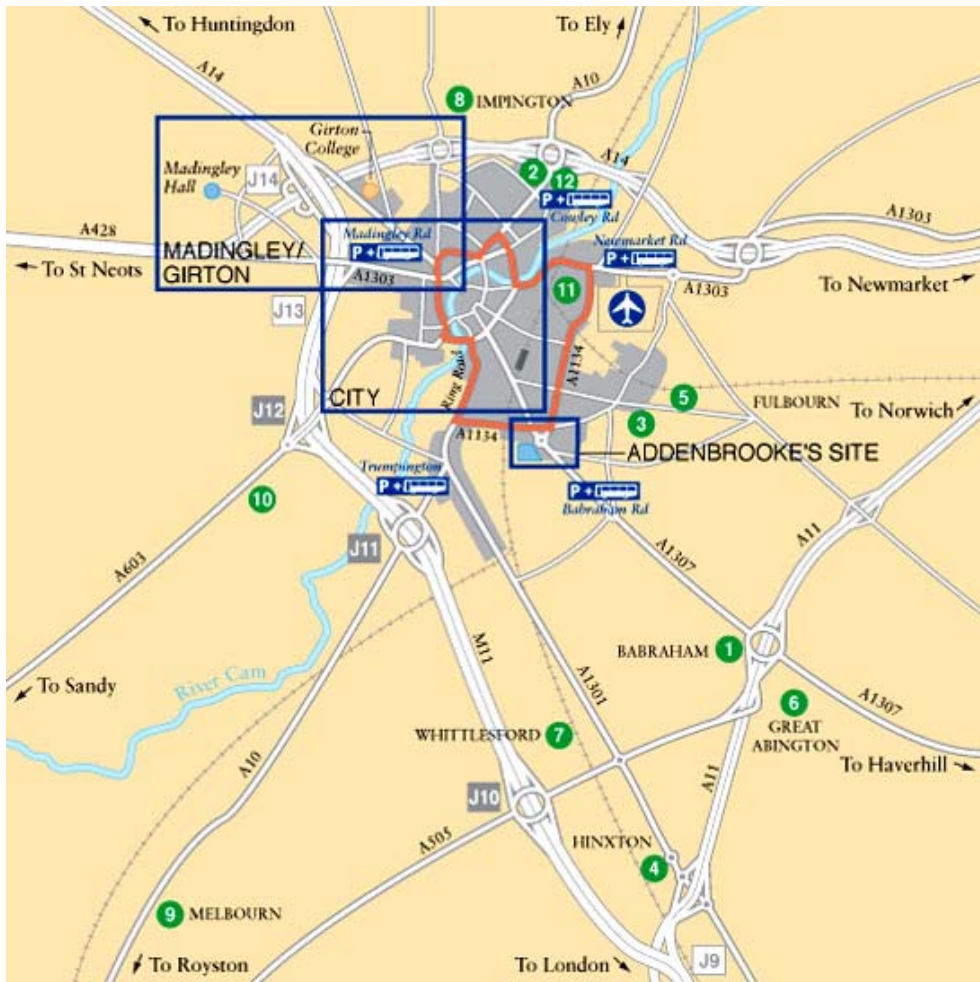 To Huntingdon
To Ely
A14
A10
8 IMPINGTON
Girton
College
Madingley
Hall
J14
2
12
A14
P +
Cowley Rd
A1303
A428
MADINGLEY/
GIRTON
Madingley Rd
P +
Newmarket Rd
P +
To St Neots
A1303
A1303
To Newmarket
11
J13
Ring Road
A1134
CITY
5
FULBOURN
To Norwich
J12
3
A1134
ADDENBROOKE'S SITE
Trumpington
P +
P +
Babraham Rd
10
J11
A11
A603
A1307
M11
BABRAHAM 1
To Sandy
River Cam
A1301
6
GREAT
ABINGTON
A1307
WHITTLESFORD 7
A10
To Haverhill
A11
J10
A505
HINXTON
4
9 MELBOURN
To Royston
To London
J9